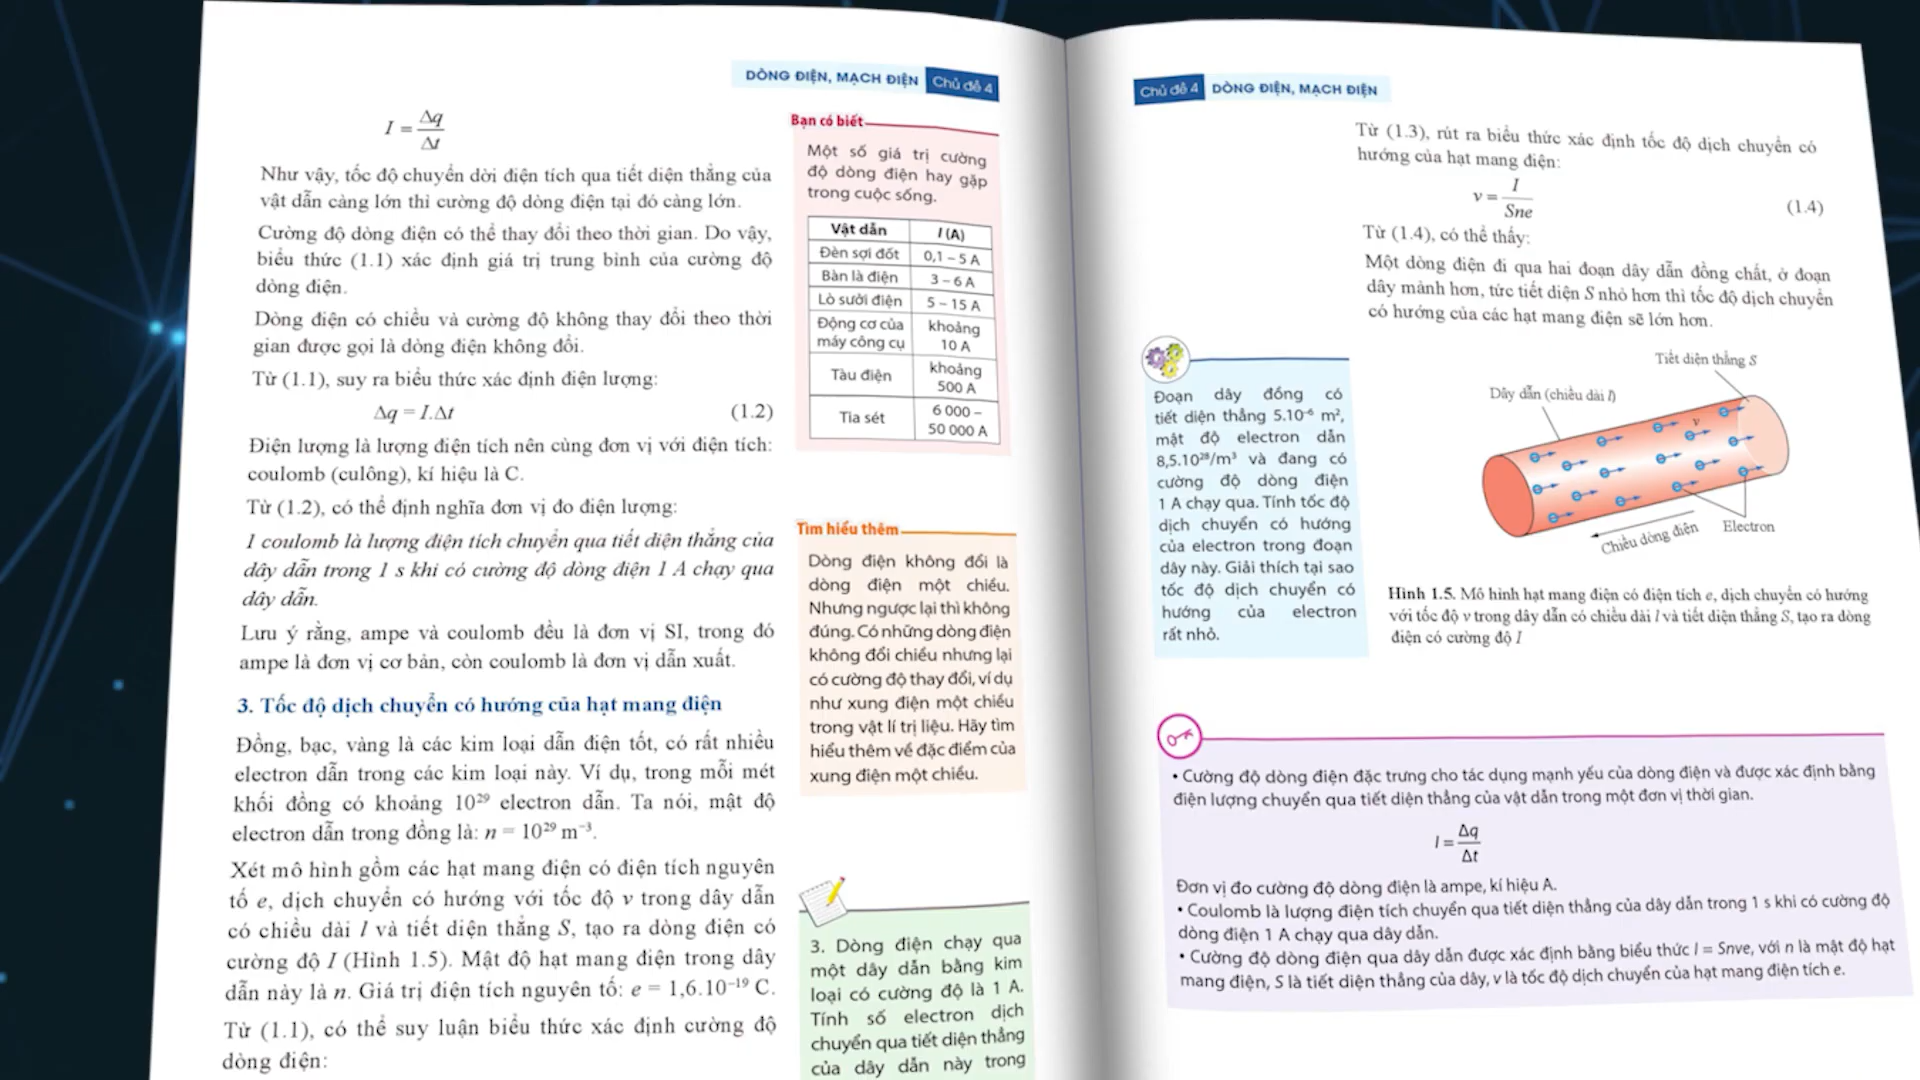 DÒNG ĐIỆN, MẠCH ĐIỆN Chủ đề 4
I = Δq/Δt
Như vậy, tốc độ chuyển dời điện tích qua tiết diện thẳng của
vật dẫn càng lớn thì cường độ dòng điện tại đó càng lớn.
Cường độ dòng điện có thể thay đổi theo thời gian. Do vậy,
biểu thức (1.1) xác định giá trị trung bình của cường độ
dòng điện.
Dòng điện có chiều và cường độ không thay đổi theo thời
gian được gọi là dòng điện không đổi.
Từ (1.1), suy ra biểu thức xác định điện lượng:
Δq = I.Δt (1.2)
Điện lượng là lượng điện tích nên cùng đơn vị với điện tích:
coulomb (culông), kí hiệu là C.
Từ (1.2), có thể định nghĩa đơn vị đo điện lượng:
1 coulomb là lượng điện tích chuyển qua tiết diện thẳng của
dây dẫn trong 1 s khi có cường độ dòng điện 1 A chạy qua
dây dẫn.
Lưu ý rằng, ampe và coulomb đều là đơn vị SI, trong đó
ampe là đơn vị cơ bản, còn coulomb là đơn vị dẫn xuất.
3. Tốc độ dịch chuyển có hướng của hạt mang điện
Đồng, bạc, vàng là các kim loại dẫn điện tốt, có rất nhiều
electron dẫn trong các kim loại này. Ví dụ, trong mỗi mét
khối đồng có khoảng 10²⁹ electron dẫn. Ta nói, mật độ
electron dẫn trong đồng là: n = 10²⁹ m⁻³.
Xét mô hình gồm các hạt mang điện có điện tích nguyên
tố e, dịch chuyển có hướng với tốc độ v trong dây dẫn
có chiều dài l và tiết diện thẳng S, tạo ra dòng điện có
cường độ I (Hình 1.5). Mật độ hạt mang điện trong dây
dẫn này là n. Giá trị điện tích nguyên tố: e = 1,6.10⁻¹⁹ C.
Từ (1.1), có thể suy luận biểu thức xác định cường độ
dòng điện:
Bạn có biết
Một số giá trị cường
độ dòng điện hay gặp
trong cuộc sống.
Vật dẫn I (A)
Đèn sợi đốt 0,1 – 5 A
Bàn là điện 3 – 6 A
Lò sưởi điện 5 – 15 A
Động cơ của khoảng
máy công cụ 10 A
Tàu điện khoảng
500 A
Tia sét 6 000 –
50 000 A
Tìm hiểu thêm
Dòng điện không đổi là
dòng điện một chiều.
Nhưng ngược lại thì không
đúng. Có những dòng điện
không đổi chiều nhưng lại
có cường độ thay đổi, ví dụ
như xung điện một chiều
trong vật lí trị liệu. Hãy tìm
hiểu thêm về đặc điểm của
xung điện một chiều.
3. Dòng điện chạy qua
một dây dẫn bằng kim
loại có cường độ là 1 A.
Tính số electron dịch
chuyển qua tiết diện thẳng
của dây dẫn này trong
Chủ đề 4 DÒNG ĐIỆN, MẠCH ĐIỆN
Từ (1.3), rút ra biểu thức xác định tốc độ dịch chuyển có
hướng của hạt mang điện:
v = I/Sne (1.4)
Từ (1.4), có thể thấy:
Một dòng điện đi qua hai đoạn dây dẫn đồng chất, ở đoạn
dây mảnh hơn, tức tiết diện S nhỏ hơn thì tốc độ dịch chuyển
có hướng của các hạt mang điện sẽ lớn hơn.
Đoạn dây đồng có
tiết diện thẳng 5.10⁻⁶ m²,
mật độ electron dẫn
8,5.10²⁸/m³ và đang có
cường độ dòng điện
1 A chạy qua. Tính tốc độ
dịch chuyển có hướng
của electron trong đoạn
dây này. Giải thích tại sao
tốc độ dịch chuyển có
hướng của electron
rất nhỏ.
Tiết diện thẳng S
Dây dẫn (chiều dài l)
v
Electron
Chiều dòng điện
Hình 1.5. Mô hình hạt mang điện có điện tích e, dịch chuyển có hướng
với tốc độ v trong dây dẫn có chiều dài l và tiết diện thẳng S, tạo ra dòng
điện có cường độ I
• Cường độ dòng điện đặc trưng cho tác dụng mạnh yếu của dòng điện và được xác định bằng
điện lượng chuyển qua tiết diện thẳng của vật dẫn trong một đơn vị thời gian.
I = Δq/Δt
Đơn vị đo cường độ dòng điện là ampe, kí hiệu A.
• Coulomb là lượng điện tích chuyển qua tiết diện thẳng của dây dẫn trong 1 s khi có cường độ
dòng điện 1 A chạy qua dây dẫn.
• Cường độ dòng điện qua dây dẫn được xác định bằng biểu thức I = Snve, với n là mật độ hạt
mang điện, S là tiết diện thẳng của dây, v là tốc độ dịch chuyển của hạt mang điện tích e.